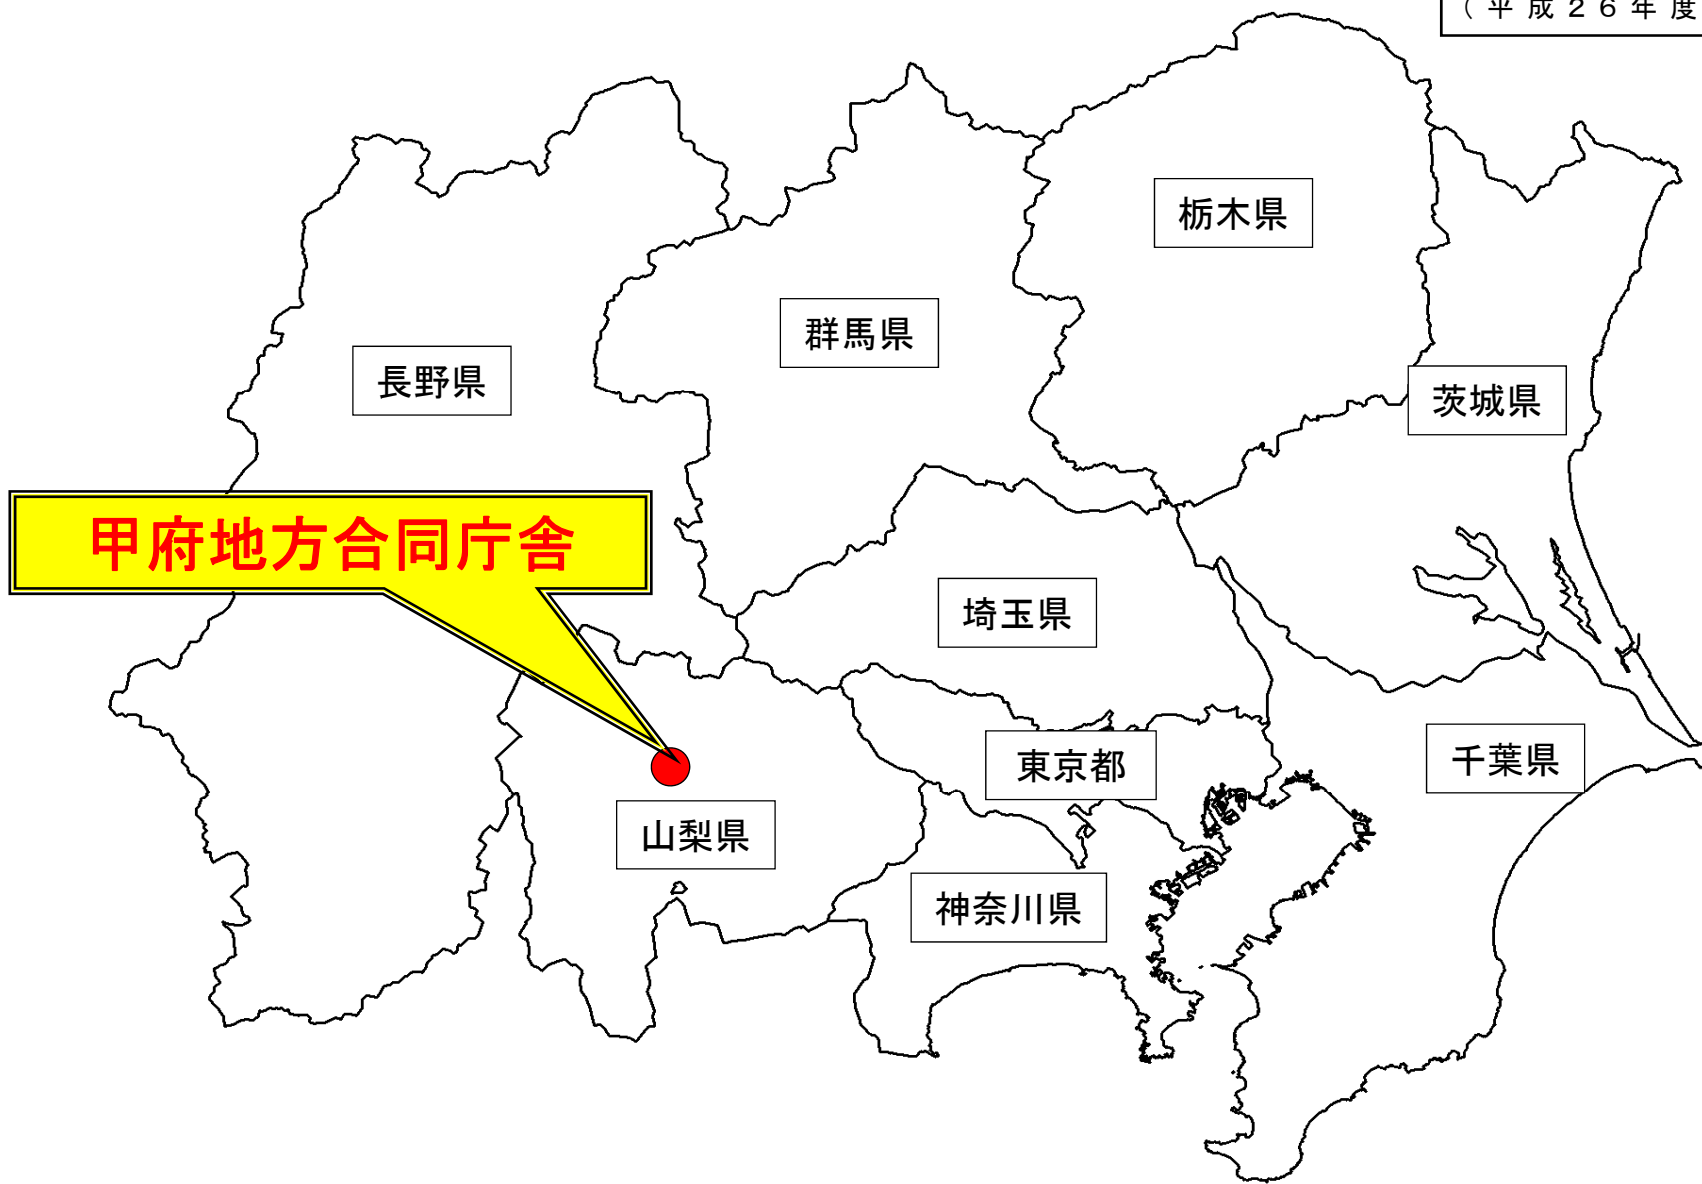 （平成２６年度
栃木県
群馬県
長野県
茨城県
甲府地方合同庁舎
埼玉県
東京都
千葉県
山梨県
神奈川県